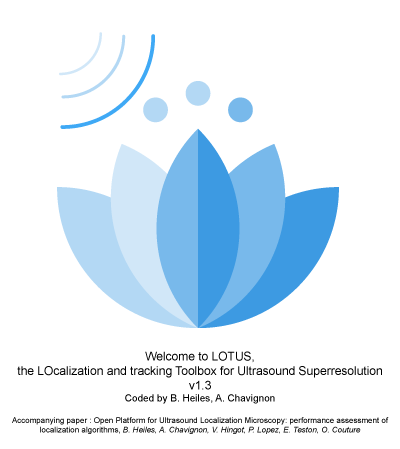 Welcome to LOTUS,
the LOcalization and tracking Toolbox for Ultrasound Superresolution
v1.3
Coded by B. Heiles, A. Chavignon
Accompanying paper : Open Platform for Ultrasound Localization Microscopy: performance assessment of
localization algorithms, B. Heiles, A. Chavignon, V. Hingot, P. Lopez, E. Teston, O. Couture